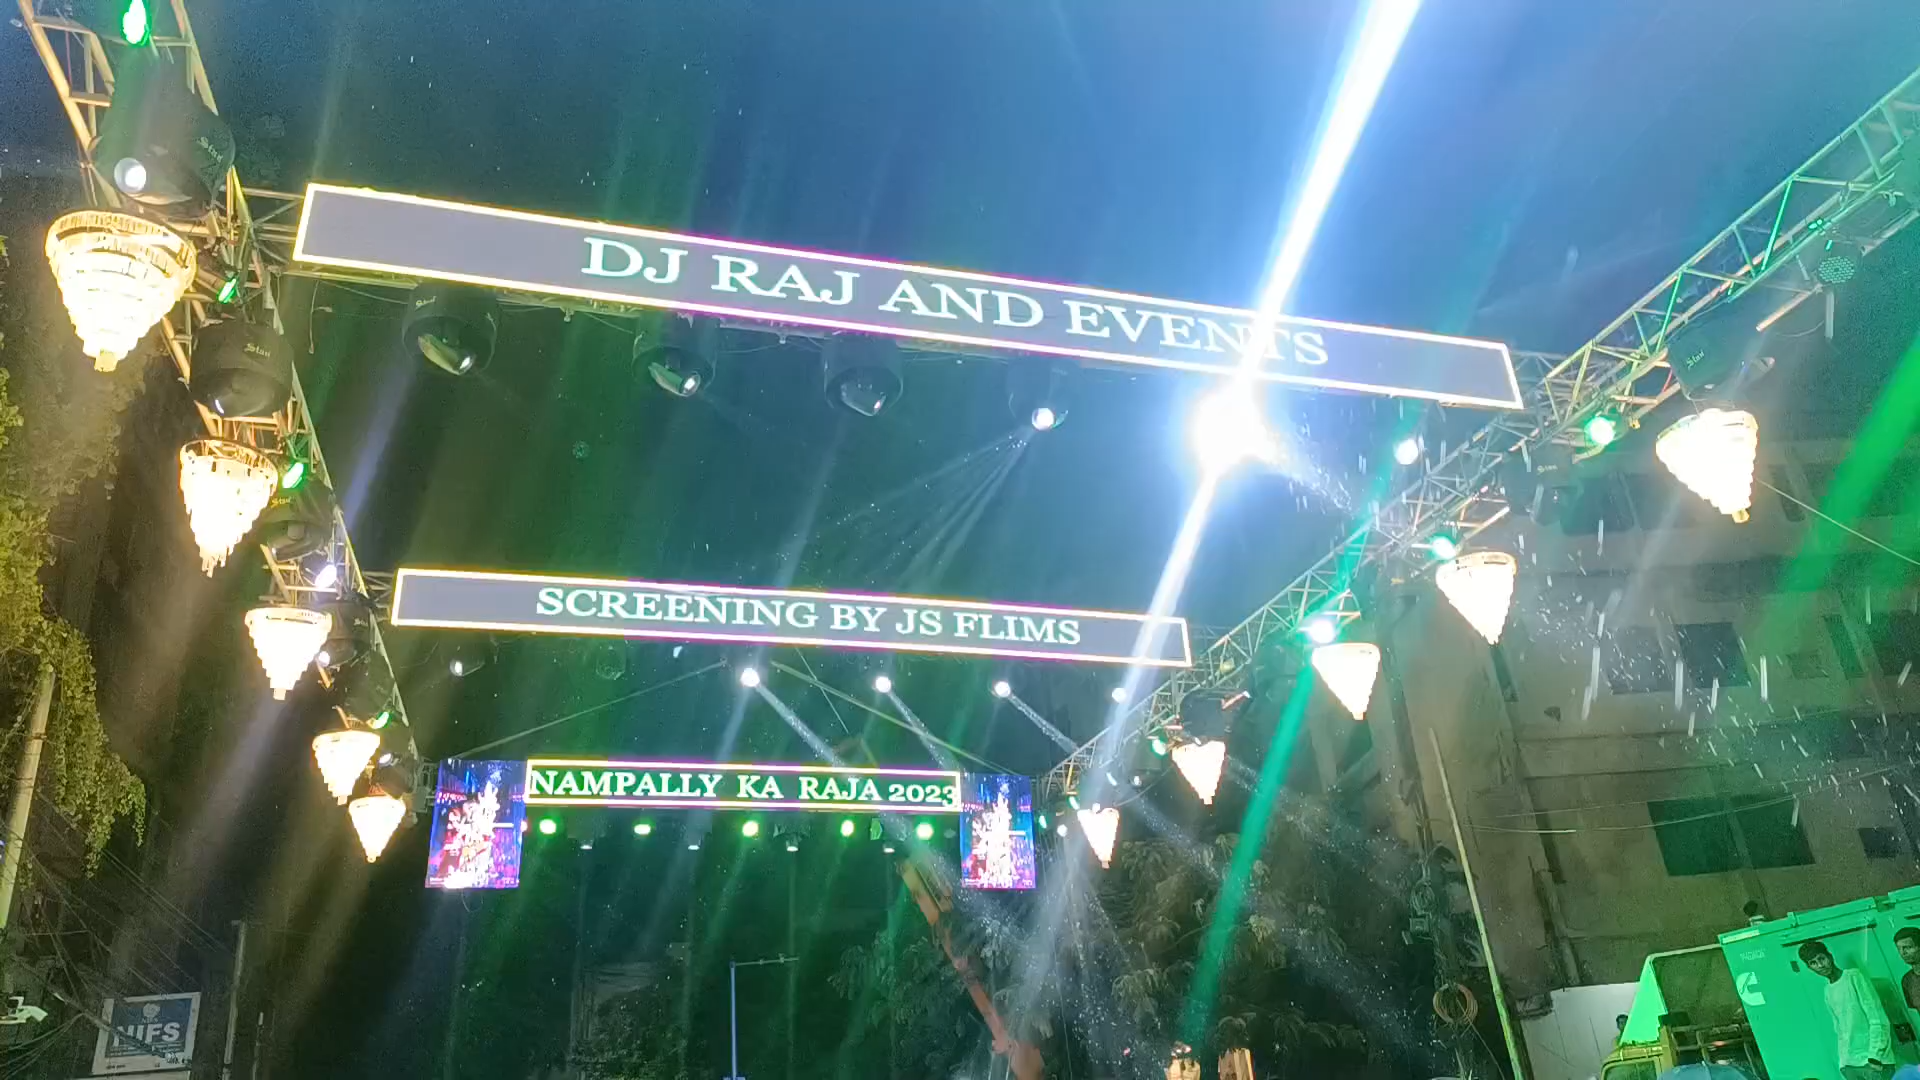 DJ RAJ AND EVENTS
SCREENING BY JS FLIMS
NAMPALLY KA RAJA 2023
NIFS